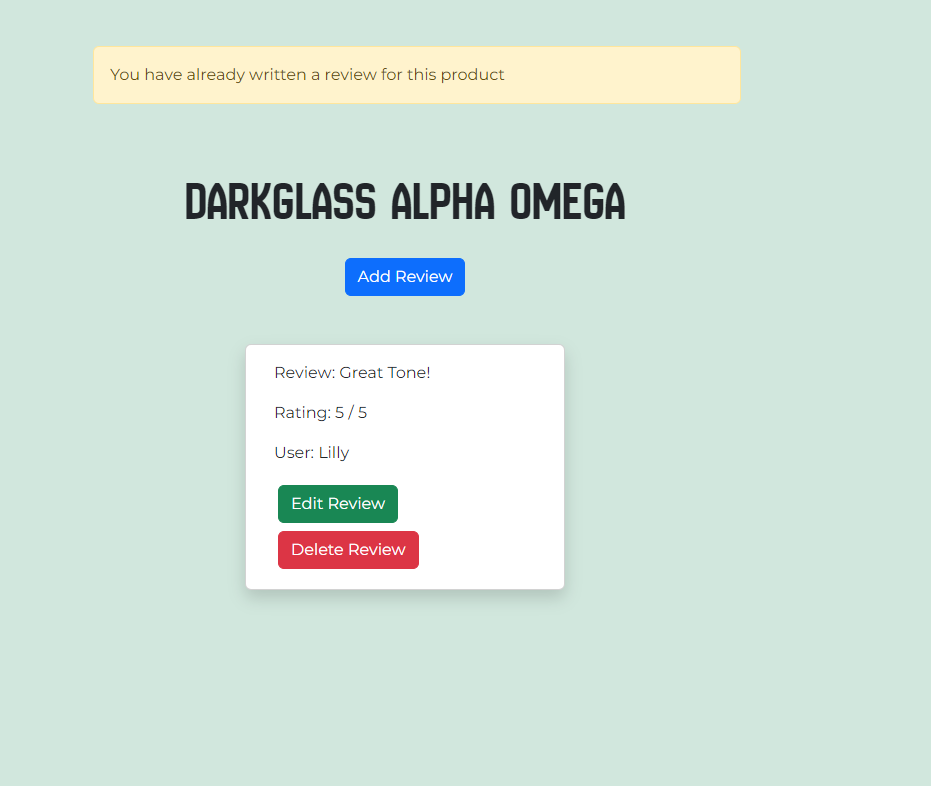 You have already written a review for this product
DARKGLASS ALPHA OMEGA
Add Review
Review: Great Tone!
Rating: 5 / 5
User: Lilly
Edit Review
Delete Review